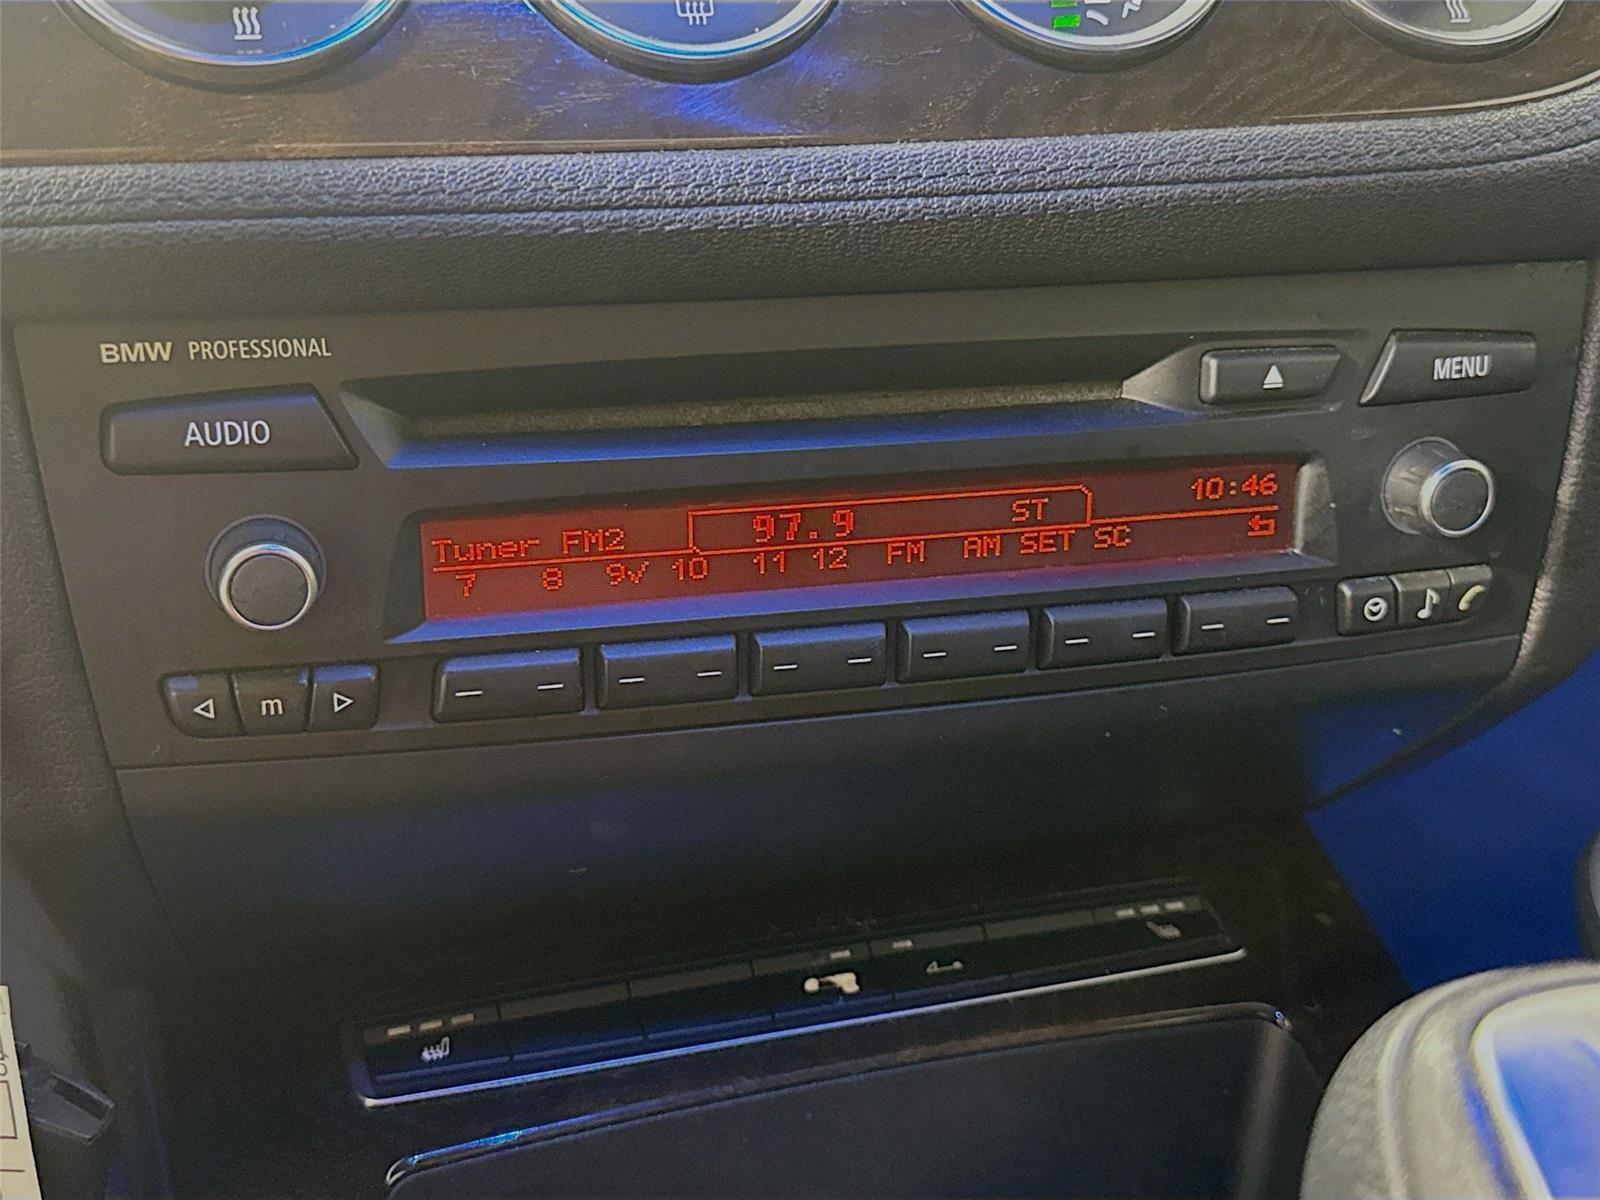 BMW PROFESSIONAL
MENU
AUDIO
Tuner FM2 97.9 ST 10:46
7 8 9√ 10 11 12 FM AM SET SC
m